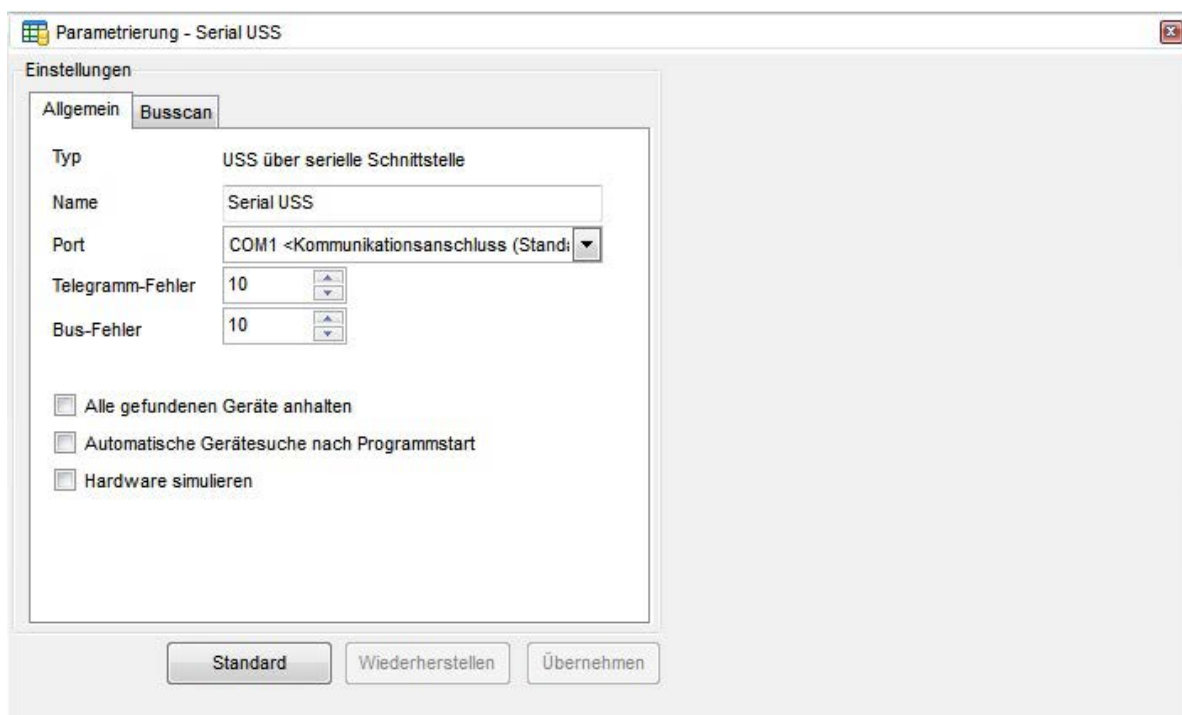 Parametrierung - Serial USS
Einstellungen
Allgemein Busscan
Typ USS über serielle Schnittstelle
Name Serial USS
Port COM1 <Kommunikationsanschluss
Telegramm-Fehler 10
Bus-Fehler 10
Alle gefundenen Geräte anhalten
Automatische Gerätesuche nach Programmstart
Hardware simulieren
Standard Wiederherstellen Übernehmen